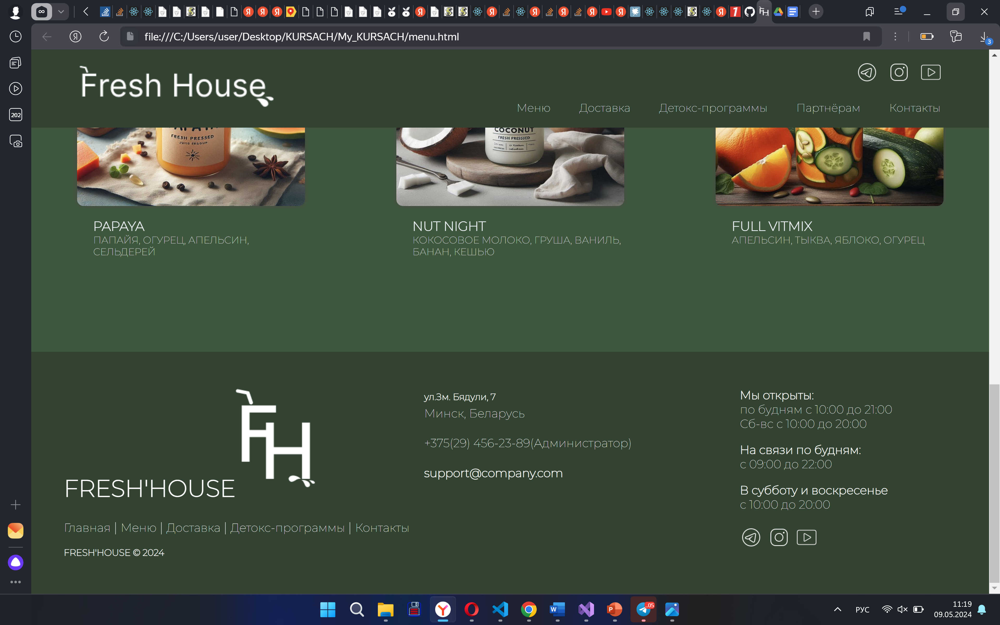 file:///C:/Users/user/Desktop/KURSACH/My_KURSACH/menu.html
202
3
Fresh House
Меню Доставка Детокс-программы Партнёрам Контакты
FRESH PRESSED
COCONUT
FRESH PRESSED
PAPAYA
ПАПАЙЯ, ОГУРЕЦ, АПЕЛЬСИН,
СЕЛЬДЕРЕЙ
NUT NIGHT
КОКОСОВОЕ МОЛОКО, ГРУША, ВАНИЛЬ,
БАНАН, КЕШЬЮ
FULL VITMIX
АПЕЛЬСИН, ТЫКВА, ЯБЛОКО, ОГУРЕЦ
FH
FRESH'HOUSE
Главная | Меню | Доставка | Детокс-программы | Контакты
FRESH'HOUSE © 2024
ул.Зм. Бядули, 7
Минск, Беларусь
+375(29) 456-23-89(Администратор)
support@company.com
Мы открыты:
по будням с 10:00 до 21:00
Сб-вс с 10:00 до 20:00
На связи по будням:
с 09:00 до 22:00
В субботу и воскресенье
с 10:00 до 20:00
..05
РУС
11:19
09.05.2024